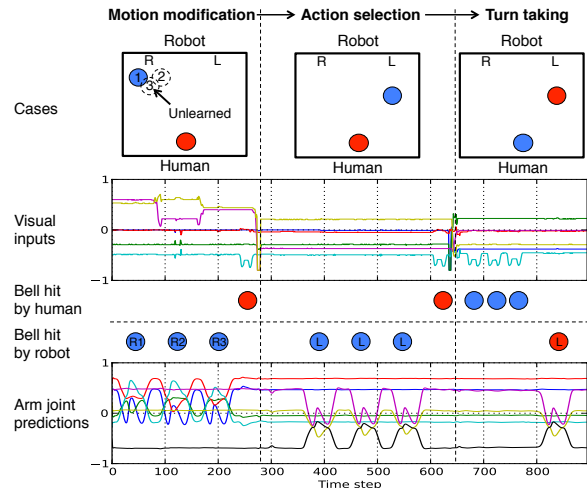 Motion modification → Action selection → Turn taking
Robot
R L
1 2
3
Unlearned
Human
Robot
R L
Human
Robot
R L
Human
Cases
Visual inputs
1
0
−1
Bell hit by human
Bell hit by robot
R1 R2 R3 L L L L
Arm joint predictions
1
0
−1
0 100 200 300 400 500 600 700 800
Time step